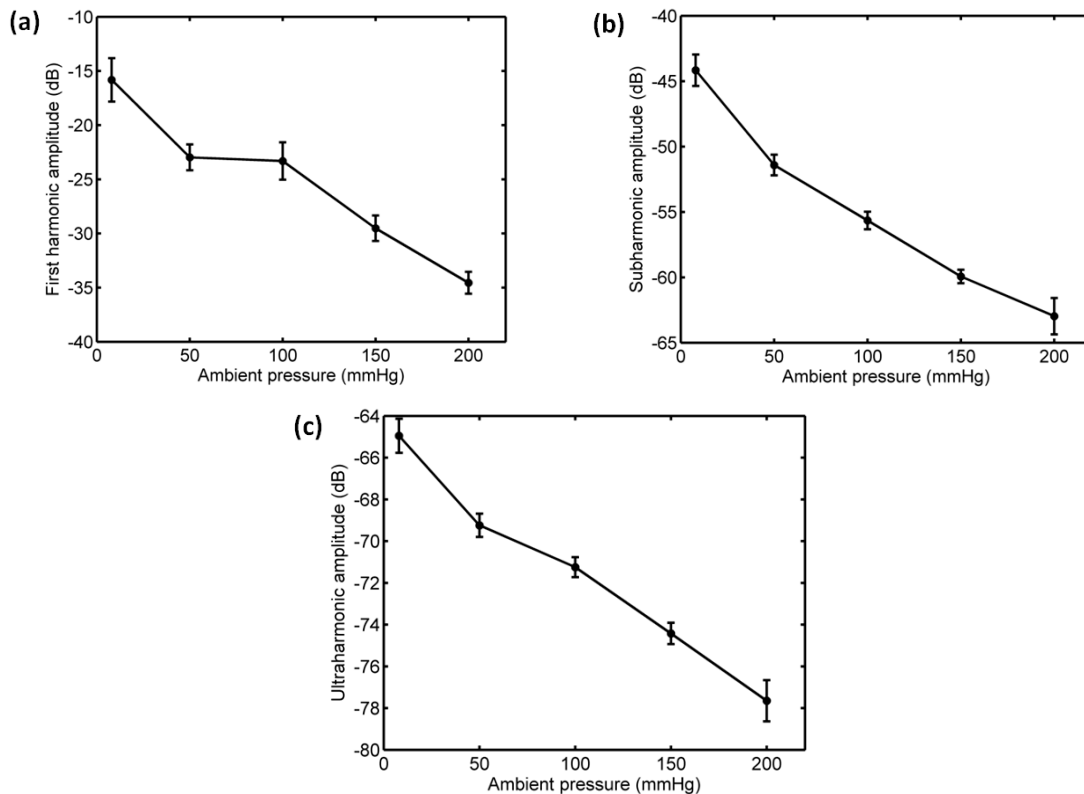 (a)
-10
-15
-20
-25
-30
-35
-40
First harmonic amplitude (dB)
0 50 100 150 200
Ambient pressure (mmHg)
(b)
-40
-45
-50
-55
-60
-65
Subharmonic amplitude (dB)
0 50 100 150 200
Ambient pressure (mmHg)
(c)
-64
-66
-68
-70
-72
-74
-76
-78
-80
Ultraharmonic amplitude (dB)
0 50 100 150 200
Ambient pressure (mmHg)